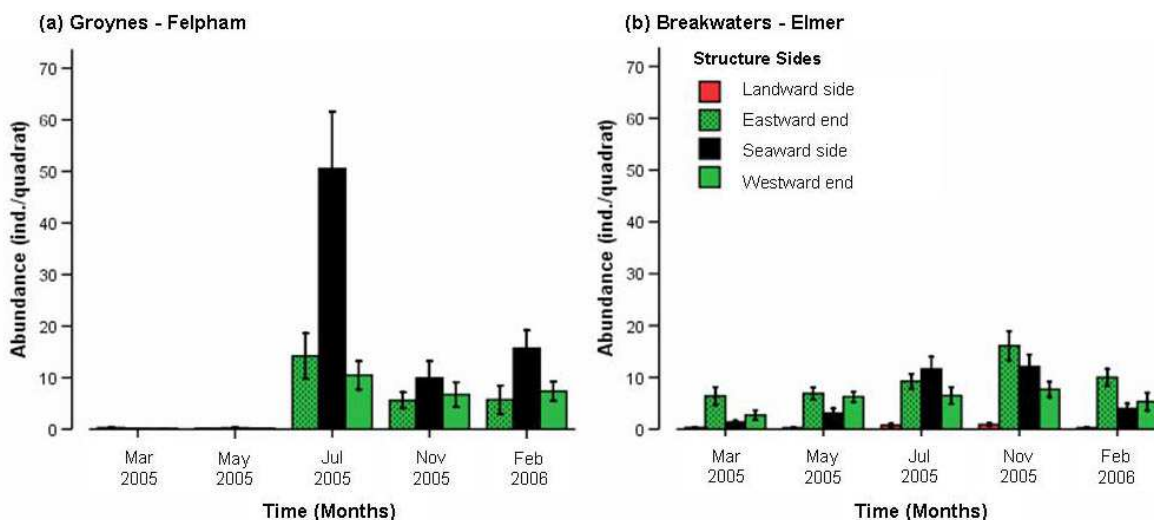 (a) Groynes - Felpham
Abundance (ind./quadrat)
70
60
50
40
30
20
10
0
Mar 2005
May 2005
Jul 2005
Nov 2005
Feb 2006
Time (Months)
(b) Breakwaters - Elmer
Structure Sides
Landward side
Eastward end
Seaward side
Westward end
Abundance (ind./quadrat)
70
60
50
40
30
20
10
0
Mar 2005
May 2005
Jul 2005
Nov 2005
Feb 2006
Time (Months)